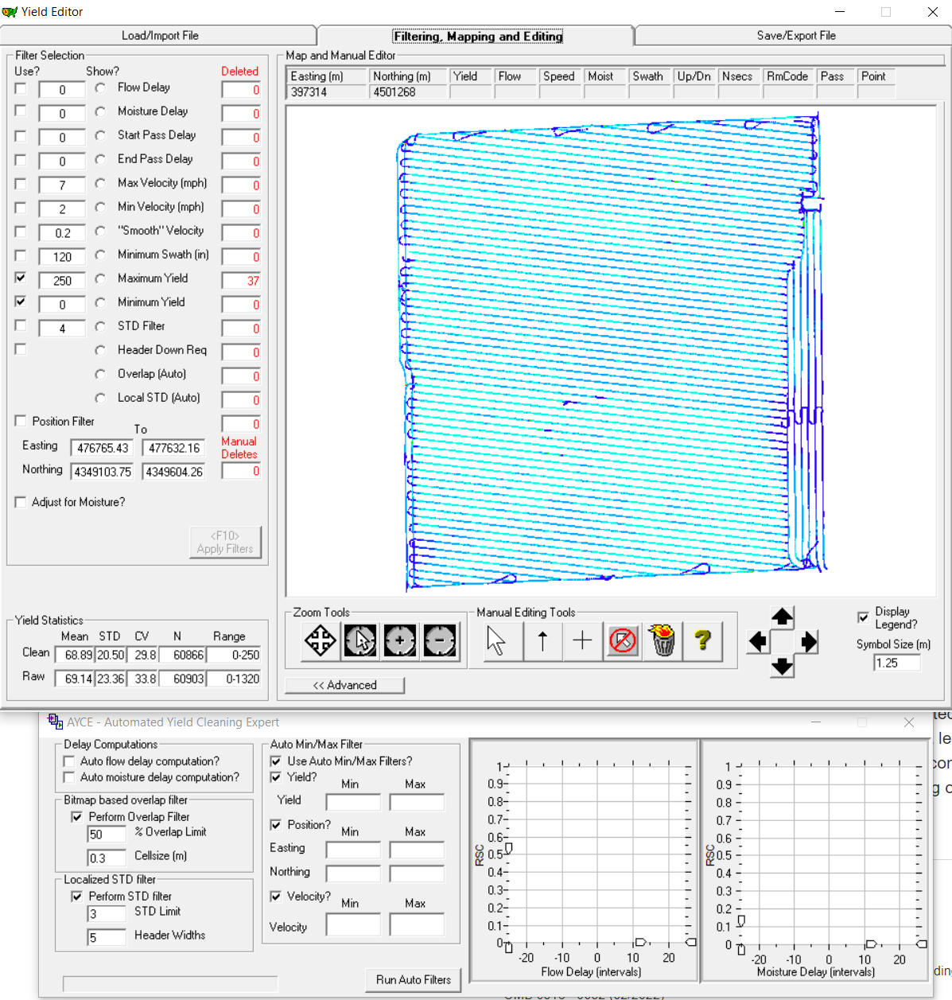 Yield Editor
Load/Import File
Filtering, Mapping and Editing
Save/Export File
Filter Selection
Use?
Show?
Deleted
0
Flow Delay
0
0
Moisture Delay
0
0
Start Pass Delay
0
0
End Pass Delay
0
7
Max Velocity (mph)
0
2
Min Velocity (mph)
0
0.2
"Smooth" Velocity
0
120
Minimum Swath (in)
0
250
Maximum Yield
37
0
Minimum Yield
0
4
STD Filter
0
Header Down Req
0
Overlap (Auto)
0
Local STD (Auto)
0
Position Filter
To
0
Easting
476765.43
477632.16
Manual
Deletes
Northing
4349103.75
4349604.26
0
Adjust for Moisture?
<F10>
Apply Filters
Yield Statistics
Mean STD CV N Range
Clean 68.89 20.50 29.8 60866 0-250
Raw 69.14 23.36 33.8 60903 0-1320
Map and Manual Editor
Easting (m) Northing (m) Yield Flow Speed Moist Swath Up/Dn Nsecs RmCode Pass Point
397314 4501268
Zoom Tools
Manual Editing Tools
<< Advanced
Display
Legend?
Symbol Size (m)
1.25
AYCE - Automated Yield Cleaning Expert
Delay Computations
Auto flow delay computation?
Auto moisture delay computation?
Bitmap based overlap filter
Perform Overlap Filter
50 % Overlap Limit
0.3 Cellsize (m)
Localized STD filter
Perform STD filter
3 STD Limit
5 Header Widths
Auto Min/Max Filter
Use Auto Min/Max Filters?
Yield?
Min Max
Yield
Position?
Min Max
Easting
Northing
Velocity?
Min Max
Velocity
Run Auto Filters
1
0.9
0.8
0.7
0.6
0.5
0.4
0.3
0.2
0.1
0
RSC
-20 -10 0 10 20
Flow Delay (intervals)
1
0.9
0.8
0.7
0.6
0.5
0.4
0.3
0.2
0.1
0
RSC
-20 -10 0 10 20
Moisture Delay (intervals)